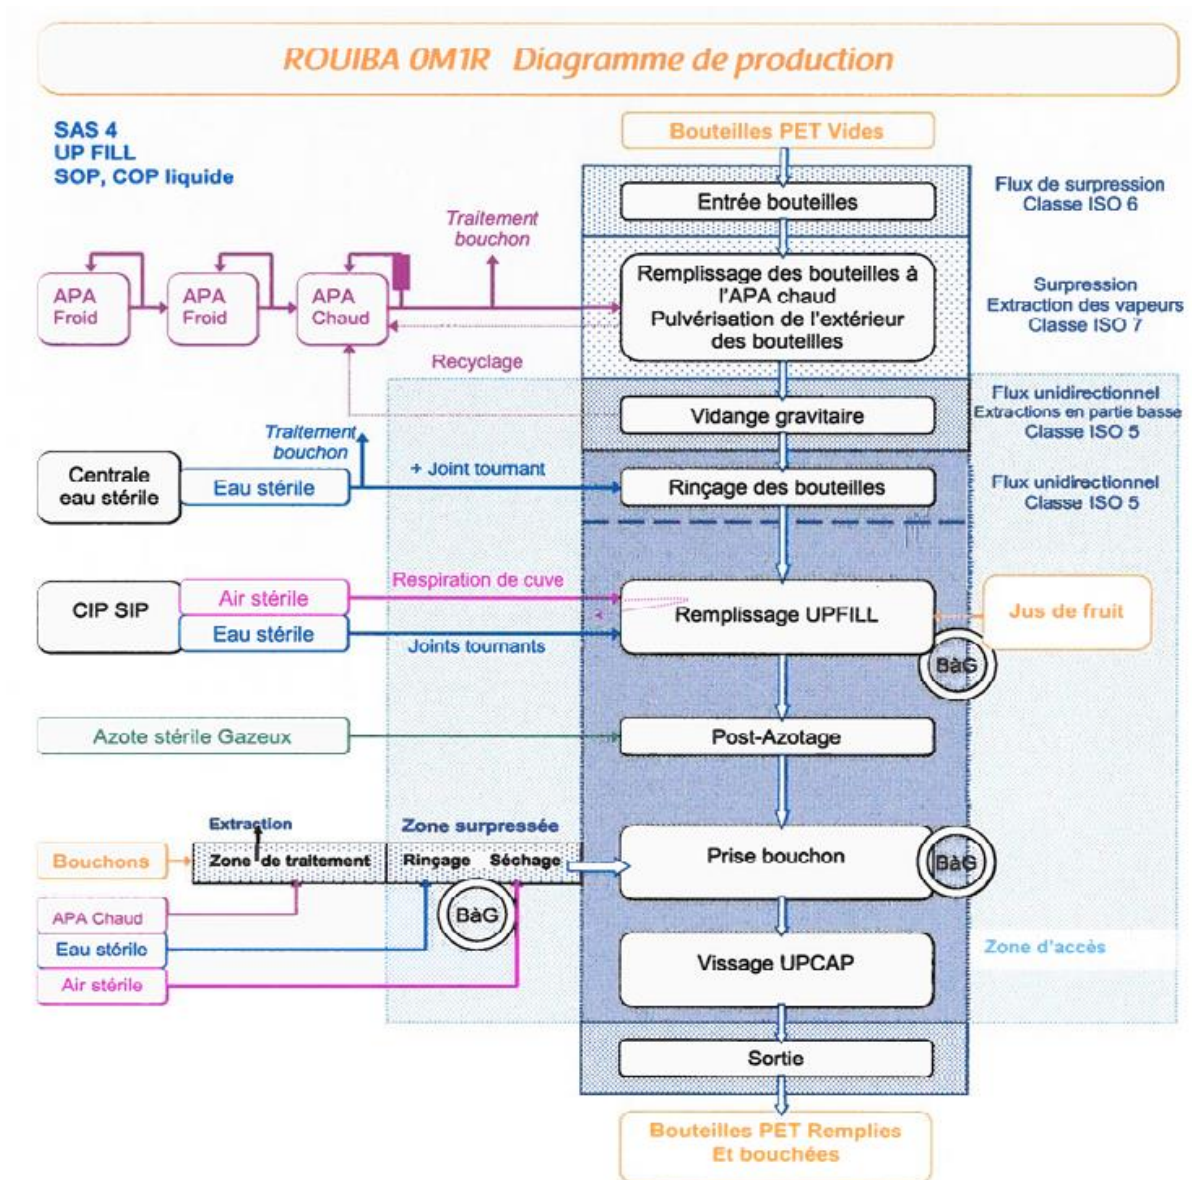 ROUIBA 0M1R Diagramme de production
SAS 4
UP FILL
SOP, COP liquide
Bouteilles PET Vides
Entrée bouteilles
Flux de surpression
Classe ISO 6
Traitement
bouchon
APA
Froid
APA
Froid
APA
Chaud
Remplissage des bouteilles à
l'APA chaud
Pulvérisation de l'extérieur
des bouteilles
Surpression
Extraction des vapeurs
Classe ISO 7
Recyclage
Vidange gravitaire
Flux unidirectionnel
Extractions en partie basse
Classe ISO 5
Traitement
bouchon
Centrale
eau stérile
Eau stérile
+ Joint tournant
Rinçage des bouteilles
Flux unidirectionnel
Classe ISO 5
CIP SIP
Air stérile
Eau stérile
Respiration de cuve
Joints tournants
Remplissage UPFILL
Jus de fruit
BàG
Azote stérile Gazeux
Post-Azotage
Extraction
Zone surpressée
Bouchons
Zone de traitement
Rinçage
Séchage
Prise bouchon
BàG
BàG
APA Chaud
Eau stérile
Air stérile
Vissage UPCAP
Zone d'accès
Sortie
Bouteilles PET Remplies
Et bouchées